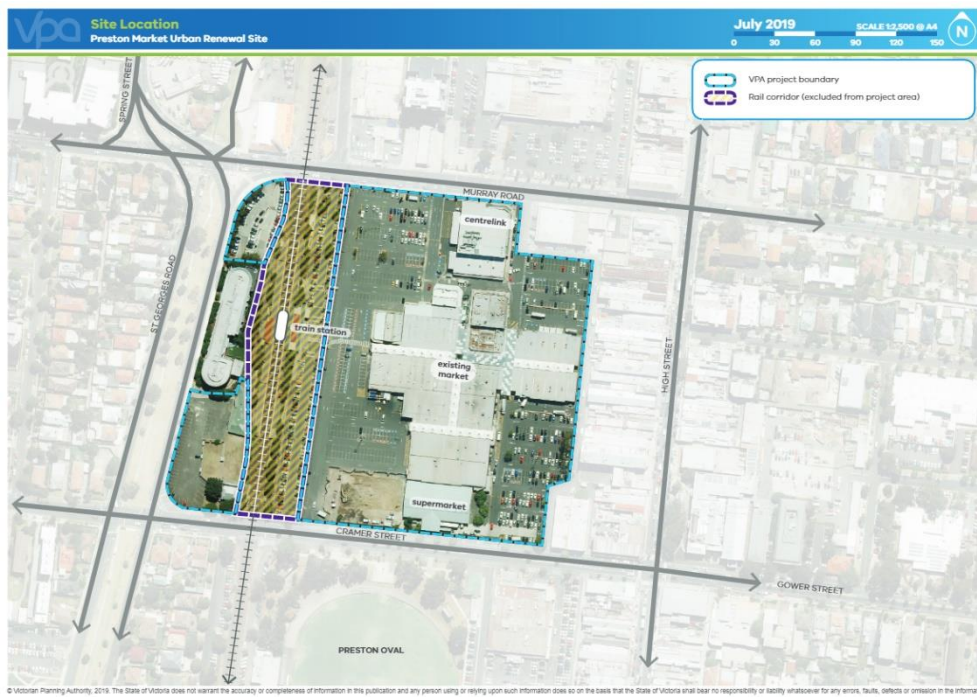 vpa
Site Location
Preston Market Urban Renewal Site
July 2019
SCALE 1:2,500 @ A4
0 30 60 90 120 150
N
VPA project boundary
Rail corridor (excluded from project area)
SPRING STREET
MURRAY ROAD
centrelink
ST GEORGES ROAD
train station
existing
market
HIGH STREET
supermarket
CRAMER STREET
GOWER STREET
PRESTON OVAL
© Victorian Planning Authority, 2019. The State of Victoria does not warrant the accuracy or completeness of information in this publication and any person using or relying upon such information does so on the basis that the State of Victoria shall bear no responsibility or liability whatsoever for any errors, faults, defects or omission in the inform